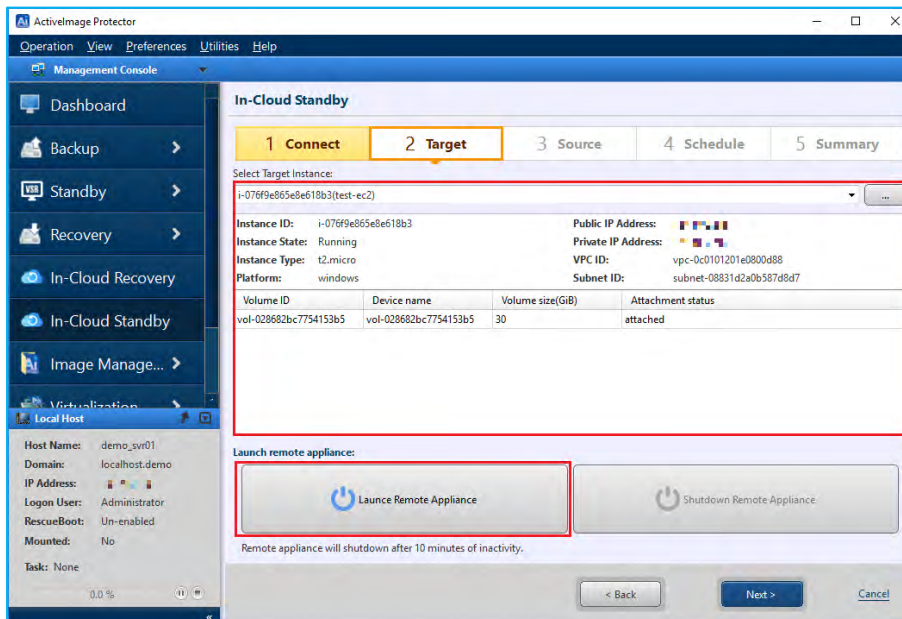 ActiveImage Protector
Operation View Preferences Utilities Help
Management Console
Dashboard
Backup
Standby
Recovery
In-Cloud Recovery
In-Cloud Standby
Image Manage...
Virtualization
Local Host
Host Name: demo_svr01
Domain: localhost.demo
IP Address:
Logon User: Administrator
RescueBoot: Un-enabled
Mounted: No
Task: None
0.0 %
In-Cloud Standby
1 Connect 2 Target 3 Source 4 Schedule 5 Summary
Select Target Instance:
i-076f9e865e8e618b3(test-ec2) ...
Instance ID: i-076f9e865e8e618b3 Public IP Address:
Instance State: Running Private IP Address:
Instance Type: t2.micro VPC ID: vpc-0c0101201e0800d88
Platform: windows Subnet ID: subnet-08831d2a0b587d8d7
Volume ID Device name Volume size(GiB) Attachment status
vol-028682bc7754153b5 vol-028682bc7754153b5 30 attached
Launch remote appliance:
Launce Remote Appliance Shutdown Remote Appliance
Remote appliance will shutdown after 10 minutes of inactivity.
< Back Next > Cancel